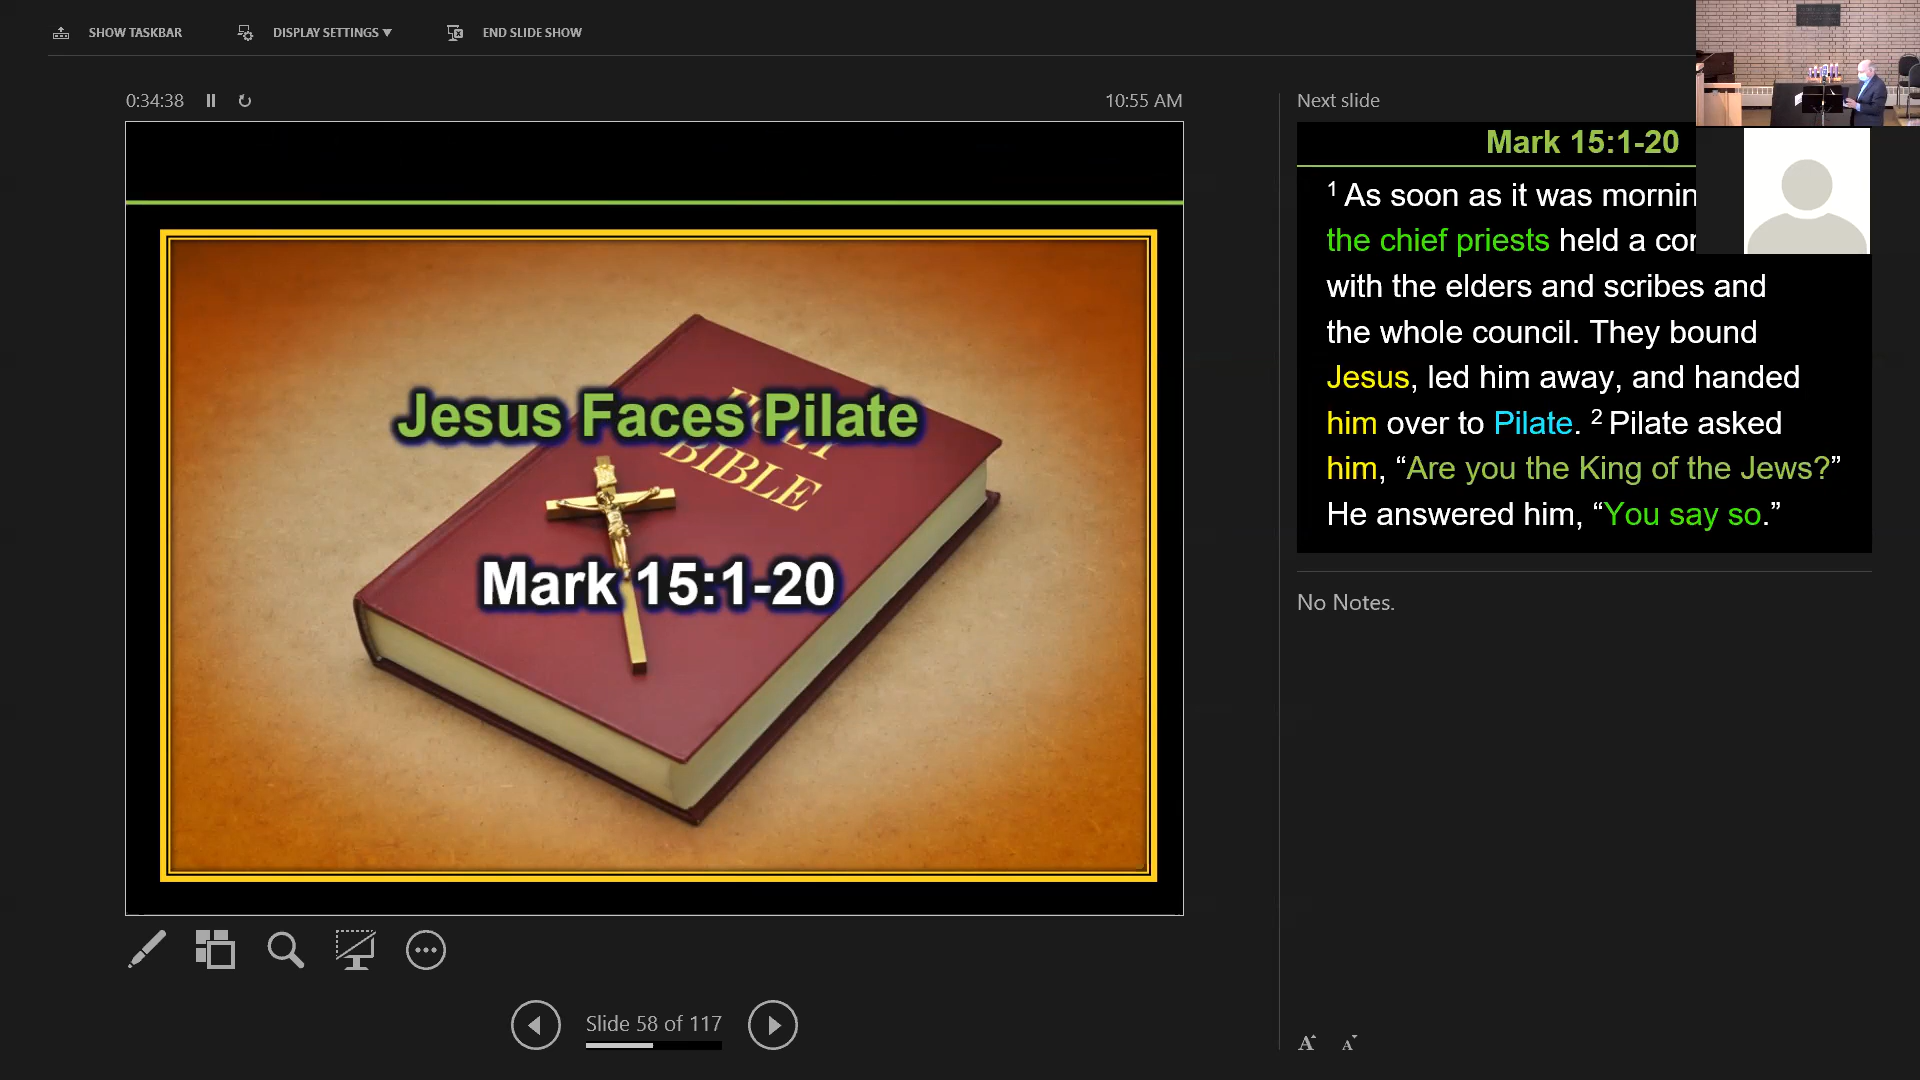 SHOW TASKBAR
DISPLAY SETTINGS ▼
END SLIDE SHOW
0:34:38
10:55 AM
Jesus Faces Pilate
HOLY
BIBLE
Mark 15:1-20
Slide 58 of 117
Next slide
Mark 15:1-20
1 As soon as it was
the chief priests held a
with the elders and scribes and
the whole council. They bound
Jesus, led him away, and handed
him over to Pilate. 2 Pilate asked
him, “Are you the King of the Jews?”
He answered him, “You say so.”
No Notes.
A A